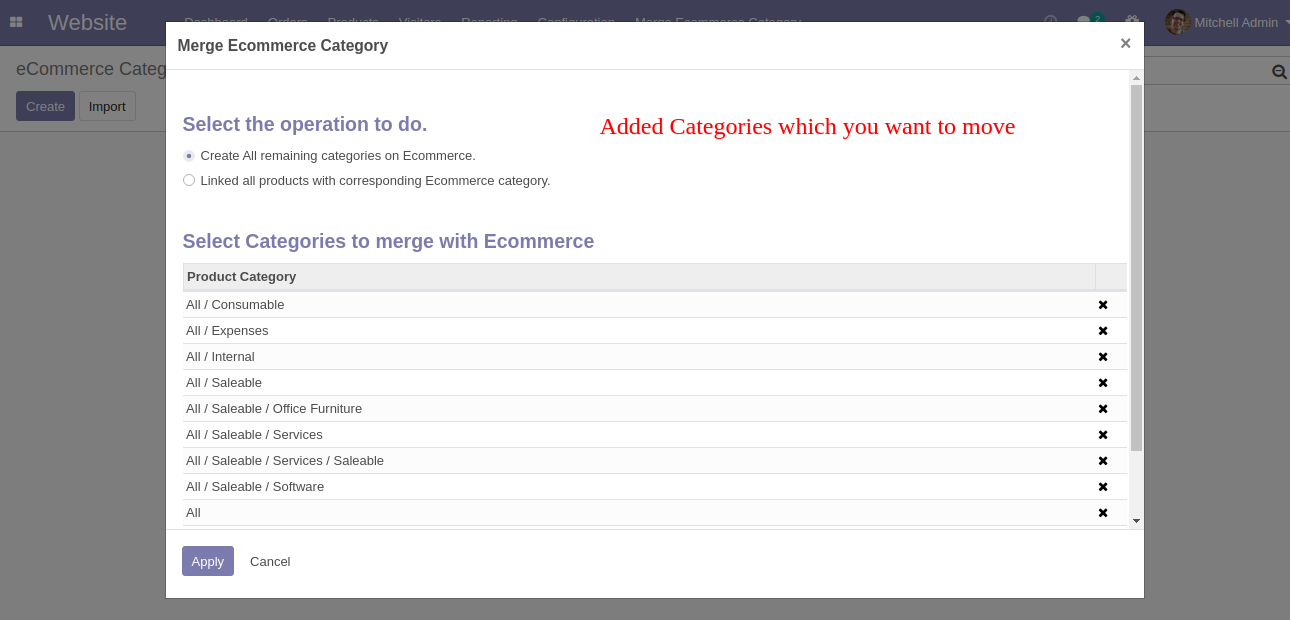 Website Dashboard Orders Products Visitors Reporting Configuration Merge Ecommerce Category 2 Mitchell Admin
Merge Ecommerce Category ×
eCommerce Categ
Create Import
Select the operation to do.
Added Categories which you want to move
Create All remaining categories on Ecommerce.
Linked all products with corresponding Ecommerce category.
Select Categories to merge with Ecommerce
Product Category
All / Consumable
All / Expenses
All / Internal
All / Saleable
All / Saleable / Office Furniture
All / Saleable / Services
All / Saleable / Services / Saleable
All / Saleable / Software
All
Apply Cancel